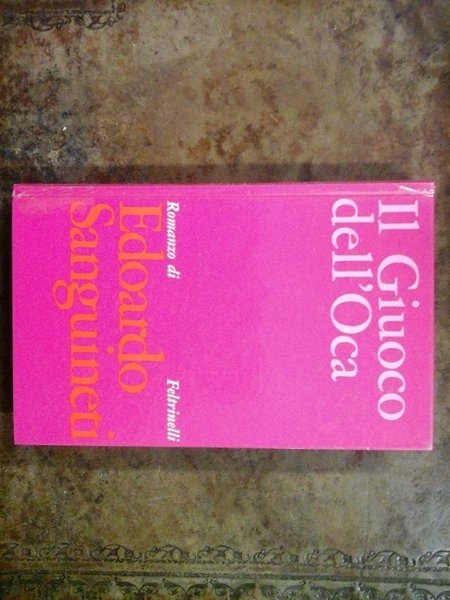 Il Giuoco
dell'Oca
Romanzo di Feltrinelli
Edoardo
Sanguineti